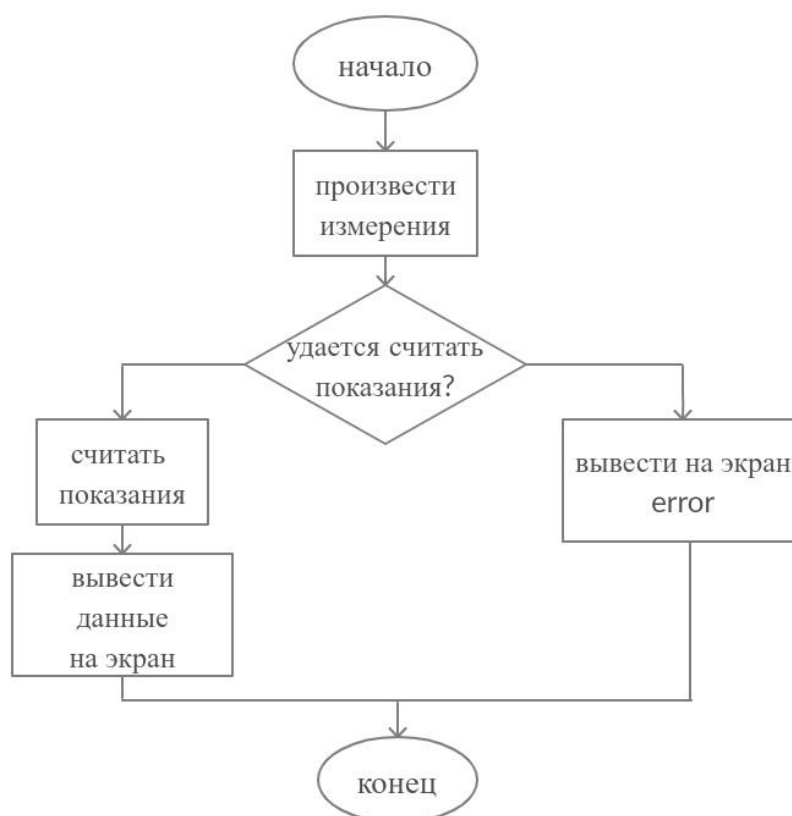 начало
произвести
измерения
удается считать
показания?
считать
показания
вывести
данные
на экран
вывести на экран
error
конец